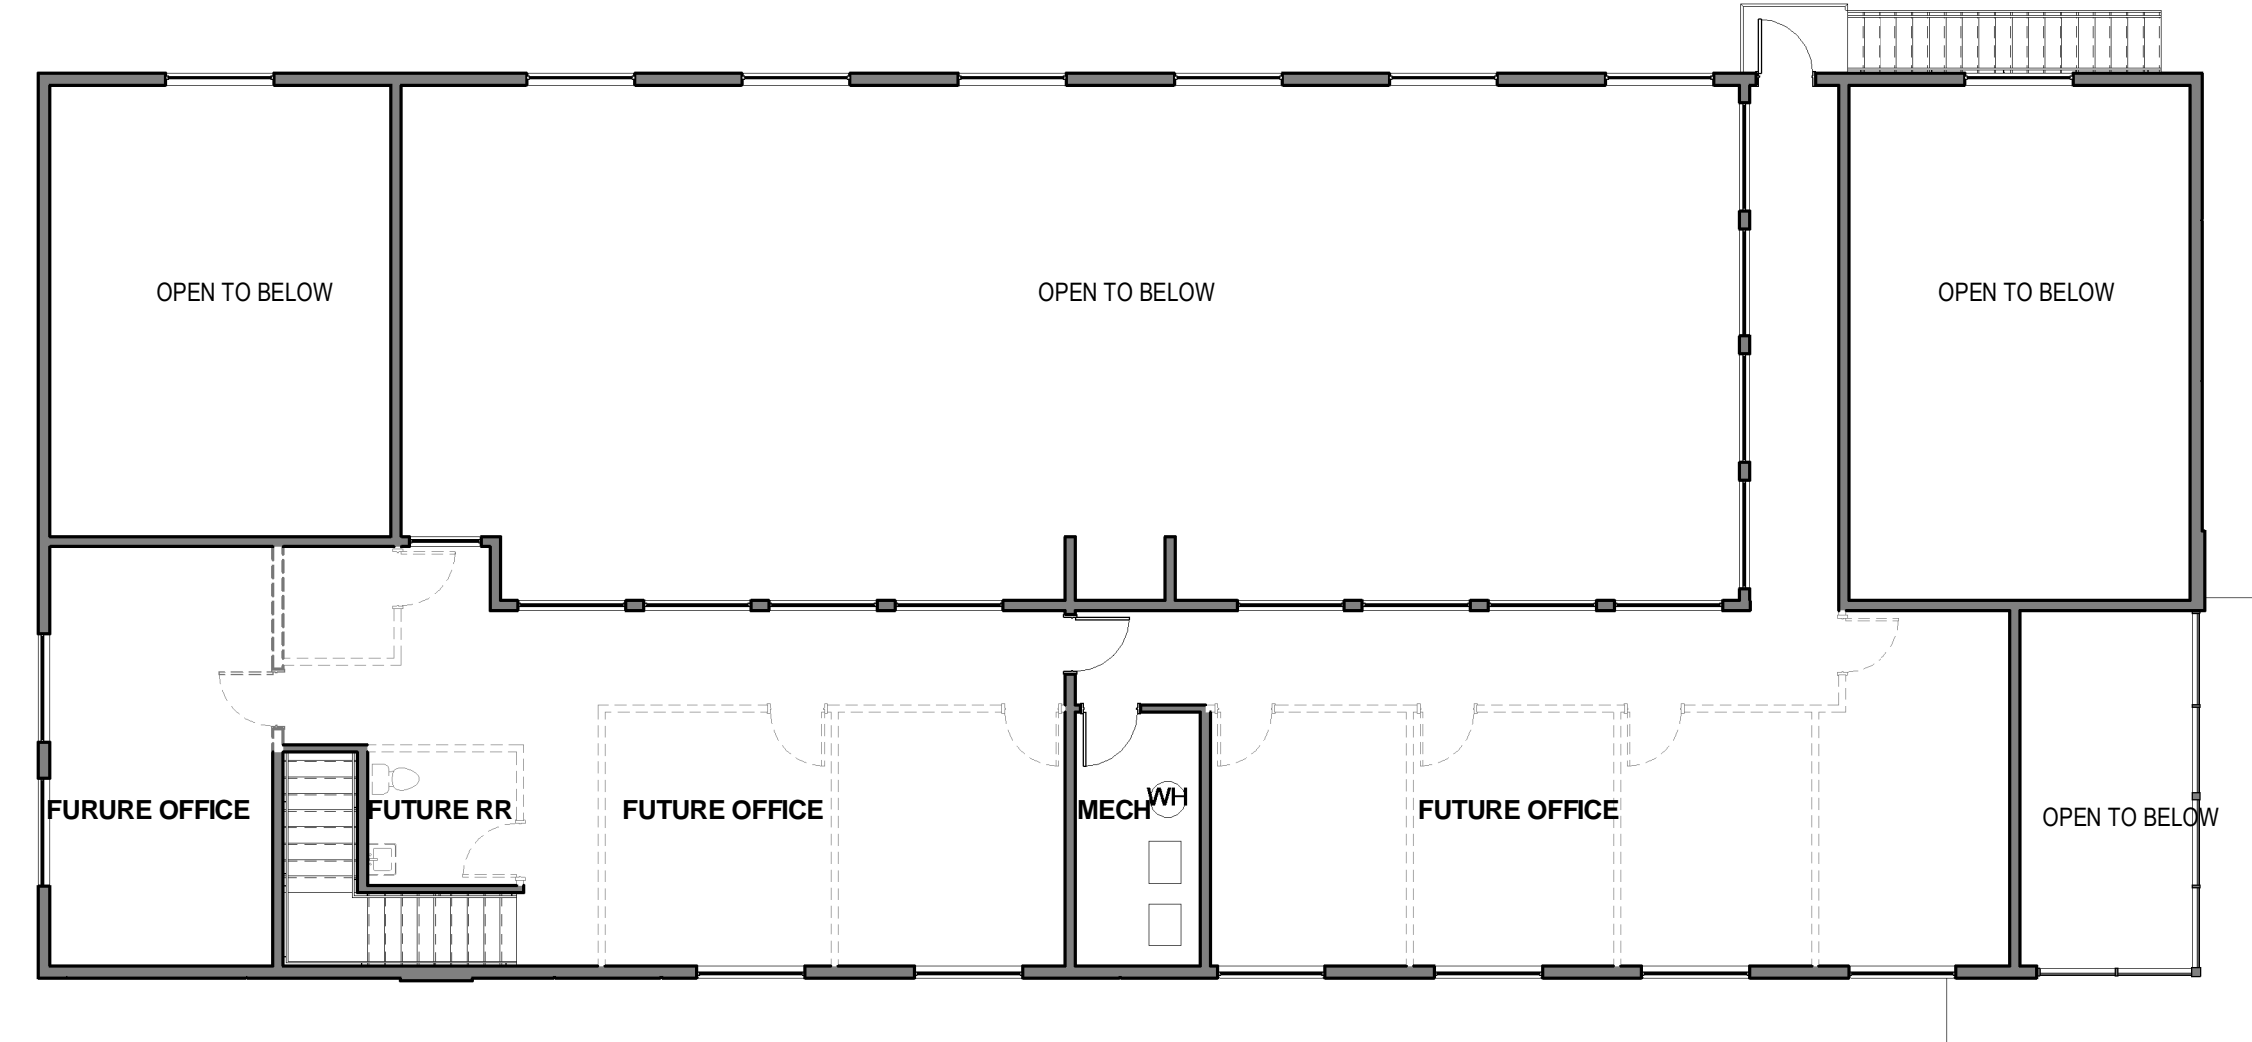 OPEN TO BELOW
OPEN TO BELOW
OPEN TO BELOW
FURURE OFFICE
FUTURE RR
FUTURE OFFICE
MECH
WH
FUTURE OFFICE
OPEN TO BELOW